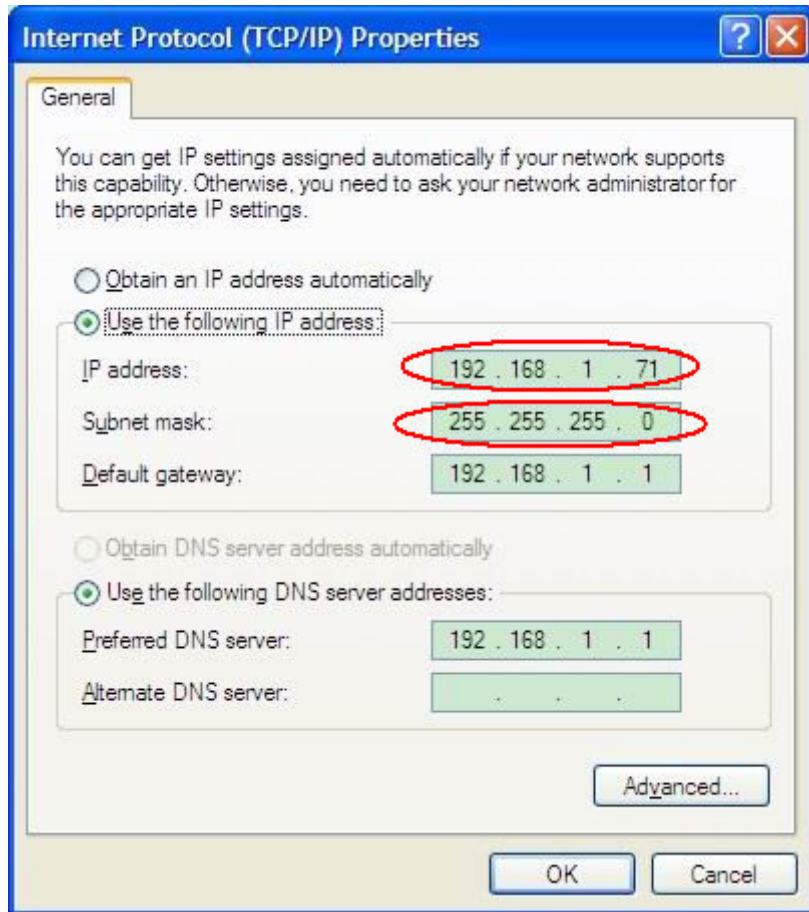 Internet Protocol (TCP/IP) Properties
General
You can get IP settings assigned automatically if your network supports
this capability. Otherwise, you need to ask your network administrator for
the appropriate IP settings.
Obtain an IP address automatically
Use the following IP address:
IP address: 192 . 168 . 1 . 71
Subnet mask: 255 . 255 . 255 . 0
Default gateway: 192 . 168 . 1 . 1
Obtain DNS server address automatically
Use the following DNS server addresses:
Preferred DNS server: 192 . 168 . 1 . 1
Alternate DNS server: . . .
Advanced...
OK Cancel